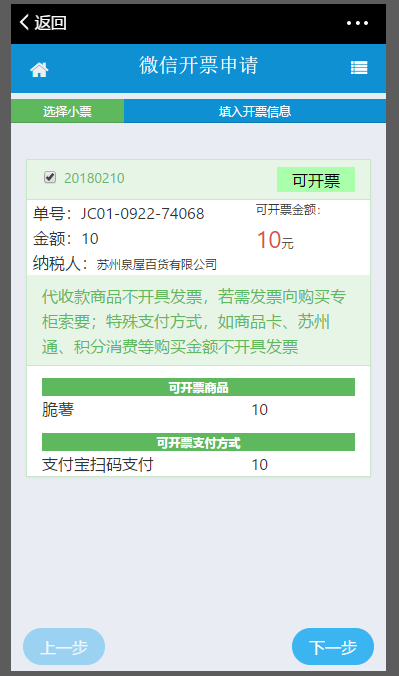 返回
微信开票申请
选择小票 填入开票信息
20180210 可开票
单号：JC01-0922-74068 可开票金额：
金额：10 10元
纳税人：苏州泉屋百货有限公司
代收款商品不开具发票，若需发票向购买专
柜索要；特殊支付方式，如商品卡、苏州
通、积分消费等购买金额不开具发票
可开票商品
脆薯 10
可开票支付方式
支付宝扫码支付 10
上一步 下一步